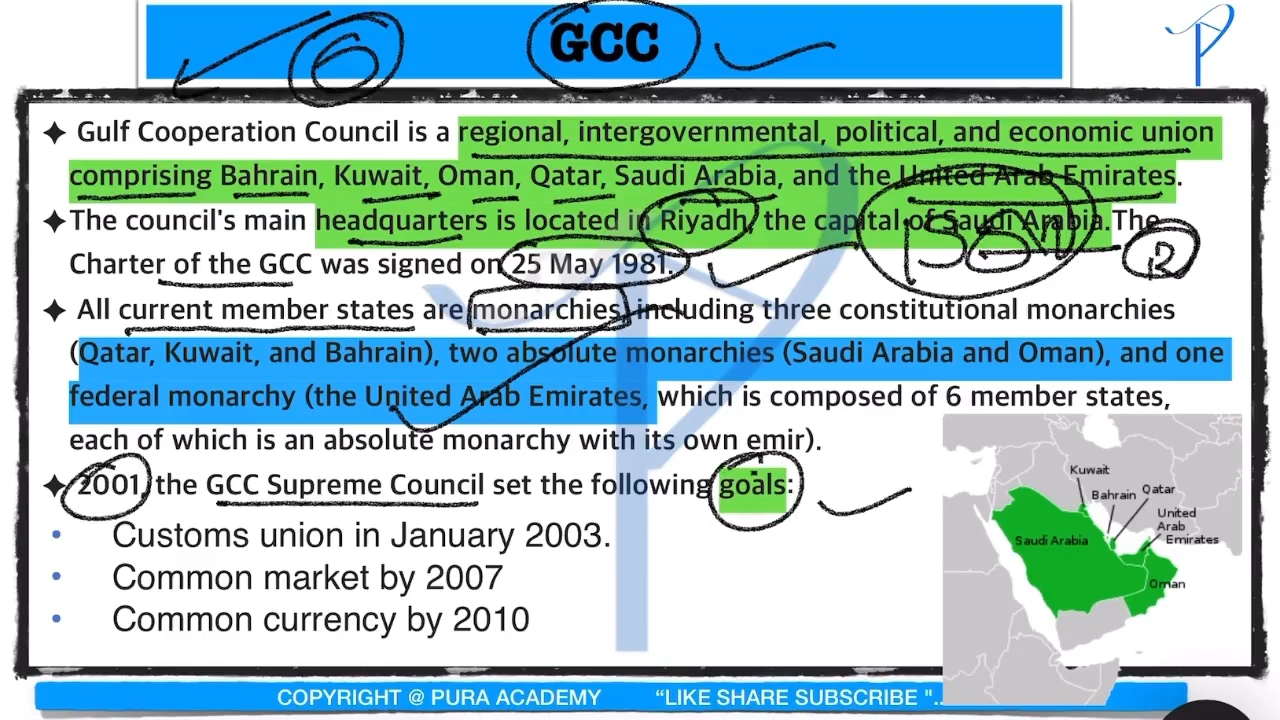 GCC
6
✦ Gulf Cooperation Council is a regional, intergovernmental, political, and economic union
comprising Bahrain, Kuwait, Oman, Qatar, Saudi Arabia, and the United Arab Emirates.
✦ The council's main headquarters is located in Riyadh, the capital of Saudi Arabia. The
Charter of the GCC was signed on 25 May 1981.
✦ All current member states are monarchies, including three constitutional monarchies
(Qatar, Kuwait, and Bahrain), two absolute monarchies (Saudi Arabia and Oman), and one
federal monarchy (the United Arab Emirates, which is composed of 6 member states,
each of which is an absolute monarchy with its own emir).
✦ 2001, the GCC Supreme Council set the following goals:
• Customs union in January 2003.
• Common market by 2007
• Common currency by 2010
Kuwait
Bahrain
Qatar
United
Arab
Emirates
Saudi Arabia
Oman
COPYRIGHT @ PURA ACADEMY “LIKE SHARE SUBSCRIBE "..